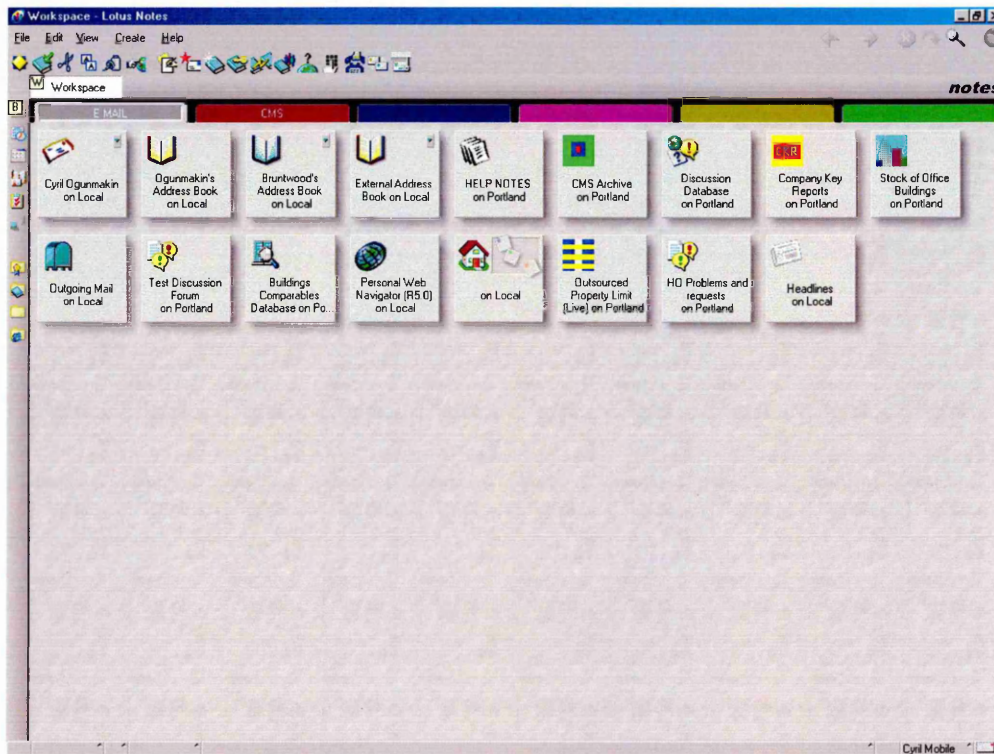 Workspace - Lotus Notes
File Edit View Create Help
W Workspace
notes
B
E MAIL
CMS
Cyril Ogunmakin
on Local
Ogunmakin's
Address Book
on Local
Bruntwood's
Address Book
on Local
External Address
Book on Local
HELP NOTES
on Portland
CMS Archive
on Portland
Discussion
Database
on Portland
CKR
Company Key
Reports
on Portland
Stock of Office
Buildings
on Portland
Outgoing Mail
on Local
Test Discussion
Forum
on Portland
Buildings
Comparables
Database on Po...
Personal Web
Navigator (R5.0)
on Local
on Local
Outsourced
Property Limit
(Live) on Portland
HO Problems and
requests
on Portland
Headlines
on Local
Cyril Mobile